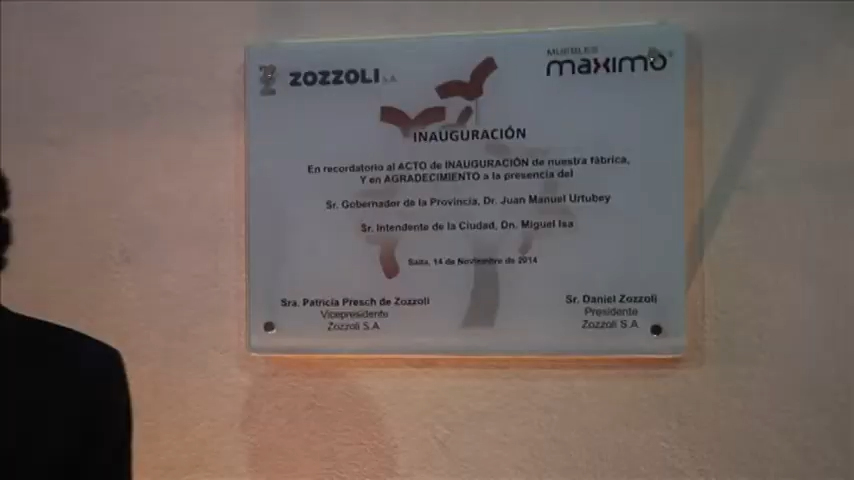 ZOZZOLI S.A.
MUEBLES
maximo
INAUGURACIÓN
En recordatorio al ACTO de INAUGURACIÓN de nuestra fábrica,
Y en AGRADECIMIENTO a la presencia del
Sr. Gobernador de la Provincia, Dr. Juan Manuel Urtubey
Sr. Intendente de la Ciudad, Dn. Miguel Isa
Salta, 14 de Noviembre de 2014
Sra. Patricia Presch de Zozzoli
Vicepresidente
Zozzoli S.A
Sr. Daniel Zozzoli
Presidente
Zozzoli S.A